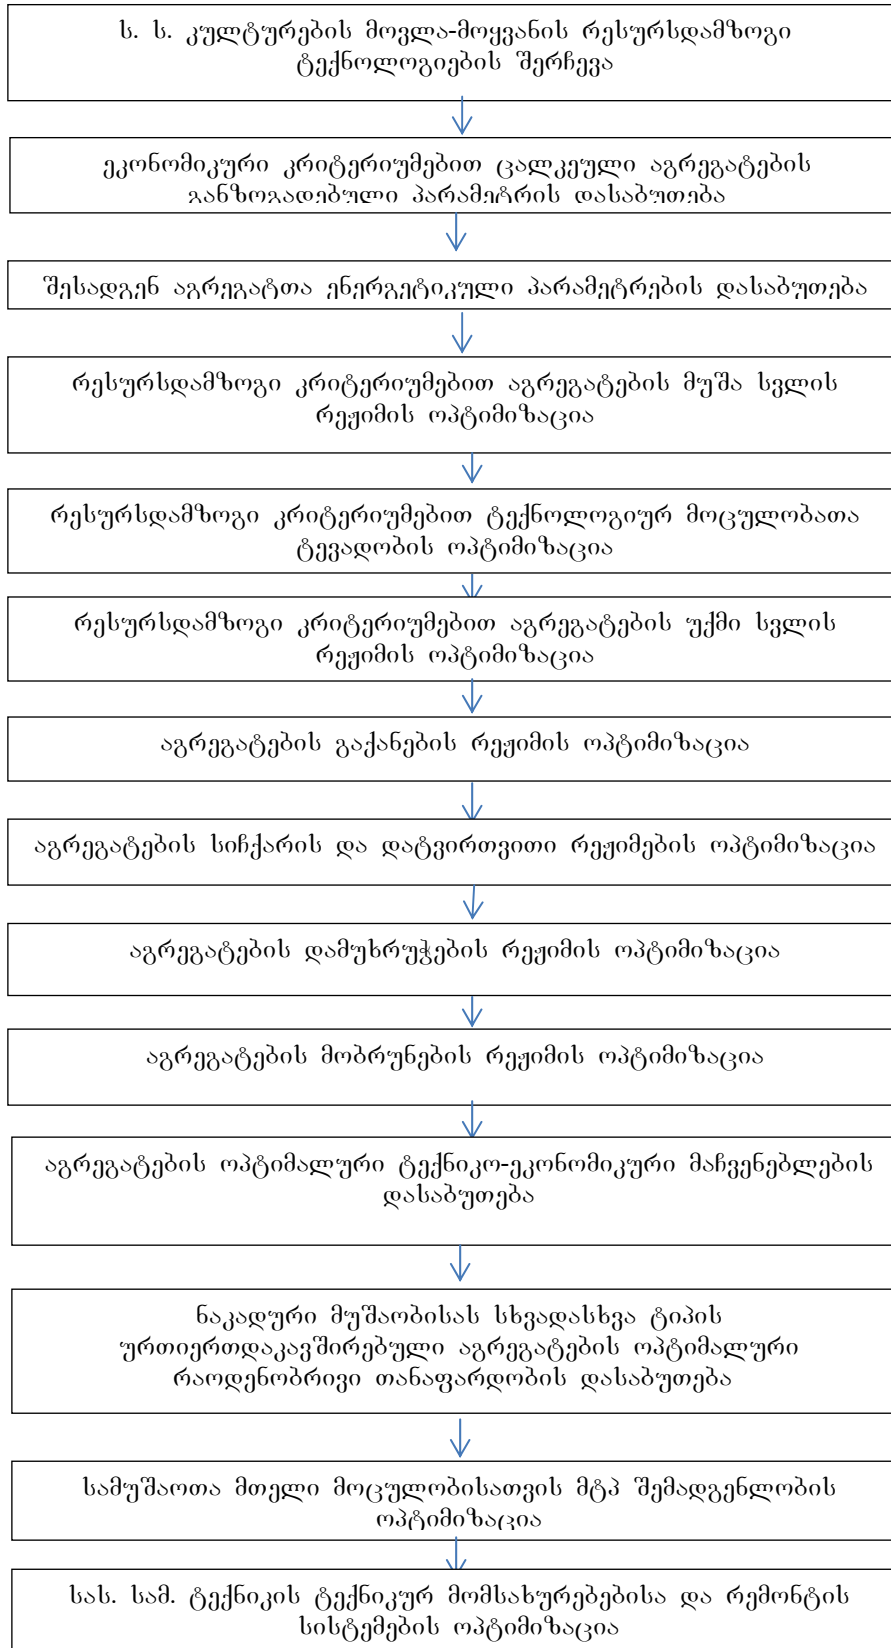 ს. ს. კულტურების მოვლა-მოყვანის რესურსდამზოგი
ტექნოლოგიების შერჩევა
ეკონომიკური კრიტერიუმებით ცალკეული აგრეგატების
განზოგადებული პარამეტრის დასაბუთება
შესადგენ აგრეგატთა ენერგეტიკული პარამეტრების დასაბუთება
რესურსდამზოგი კრიტერიუმებით აგრეგატების მუშა სვლის
რეჟიმის ოპტიმიზაცია
რესურსდამზოგი კრიტერიუმებით ტექნოლოგიურ მოცულობათა
ტევადობის ოპტიმიზაცია
რესურსდამზოგი კრიტერიუმებით აგრეგატების უქმი სვლის
რეჟიმის ოპტიმიზაცია
აგრეგატების გაქანების რეჟიმის ოპტიმიზაცია
აგრეგატების სიჩქარის და დატვირთვითი რეჟიმების ოპტიმიზაცია
აგრეგატების დამუხრუჭების რეჟიმის ოპტიმიზაცია
აგრეგატების მობრუნების რეჟიმის ოპტიმიზაცია
აგრეგატების ოპტიმალური ტექნიკო-ეკონომიკური მაჩვენებლების
დასაბუთება
ნაკადური მუშაობისას სხვადასხვა ტიპის
ურთიერთდაკავშირებული აგრეგატების ოპტიმალური
რაოდენობრივი თანაფარდობის დასაბუთება
სამუშაოთა მთელი მოცულობისათვის მტპ შემადგენლობის
ოპტიმიზაცია
სას. სამ. ტექნიკის ტექნიკურ მომსახურებებისა და რემონტის
სისტემების ოპტიმიზაცია